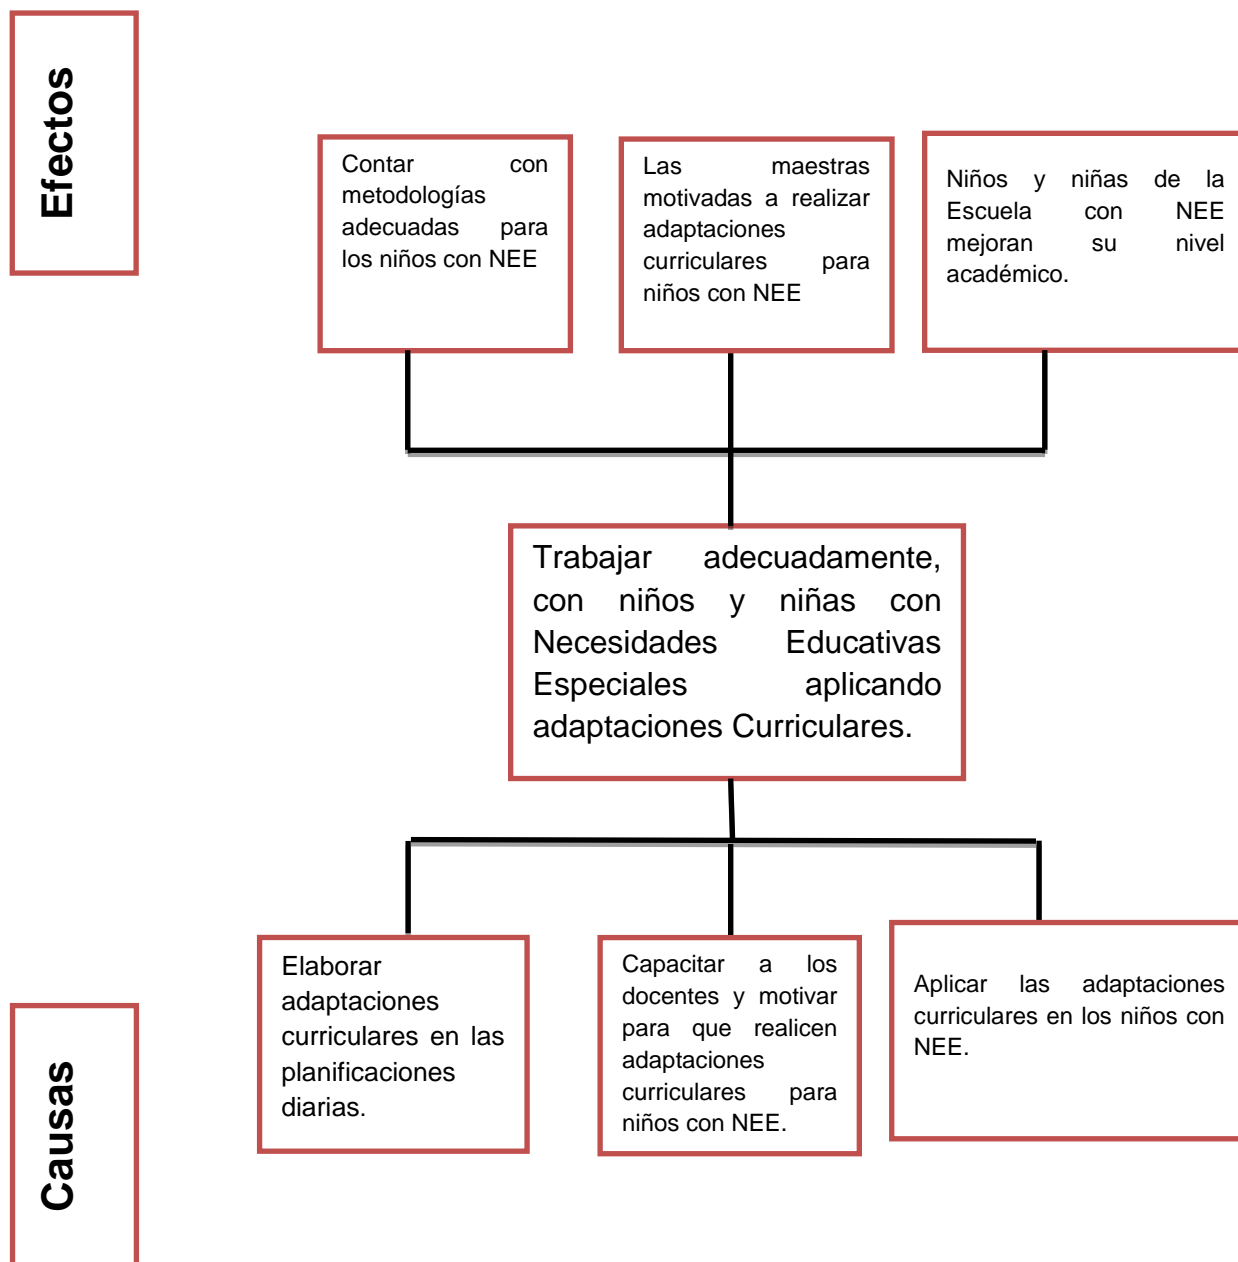 Efectos
Contar con
metodologías
adecuadas para
los niños con NEE
Las maestras
motivadas a realizar
adaptaciones
curriculares para
niños con NEE
Niños y niñas de la
Escuela con NEE
mejoran su nivel
académico.
Trabajar adecuadamente,
con niños y niñas con
Necesidades Educativas
Especiales aplicando
adaptaciones Curriculares.
Elaborar
adaptaciones
curriculares en las
planificaciones
diarias.
Capacitar a los
docentes y motivar
para que realicen
adaptaciones
curriculares para
niños con NEE.
Aplicar las adaptaciones
curriculares en los niños con
NEE.
Causas